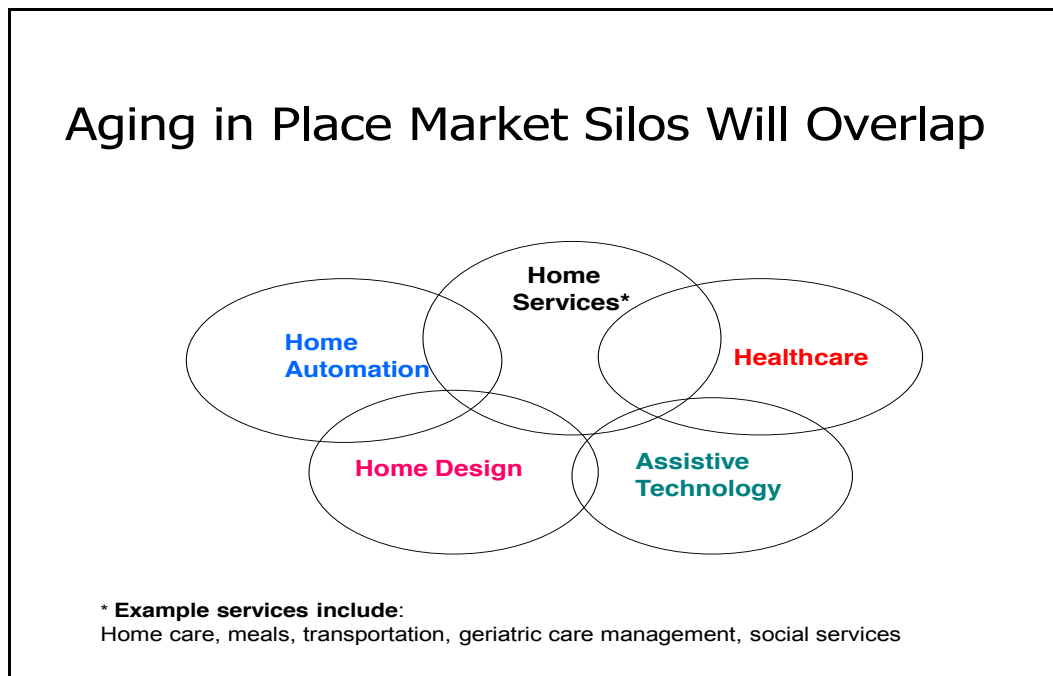 Aging in Place Market Silos Will Overlap
Home
Services*
Home
Automation
Healthcare
Home Design
Assistive
Technology
* Example services include:
Home care, meals, transportation, geriatric care management, social services